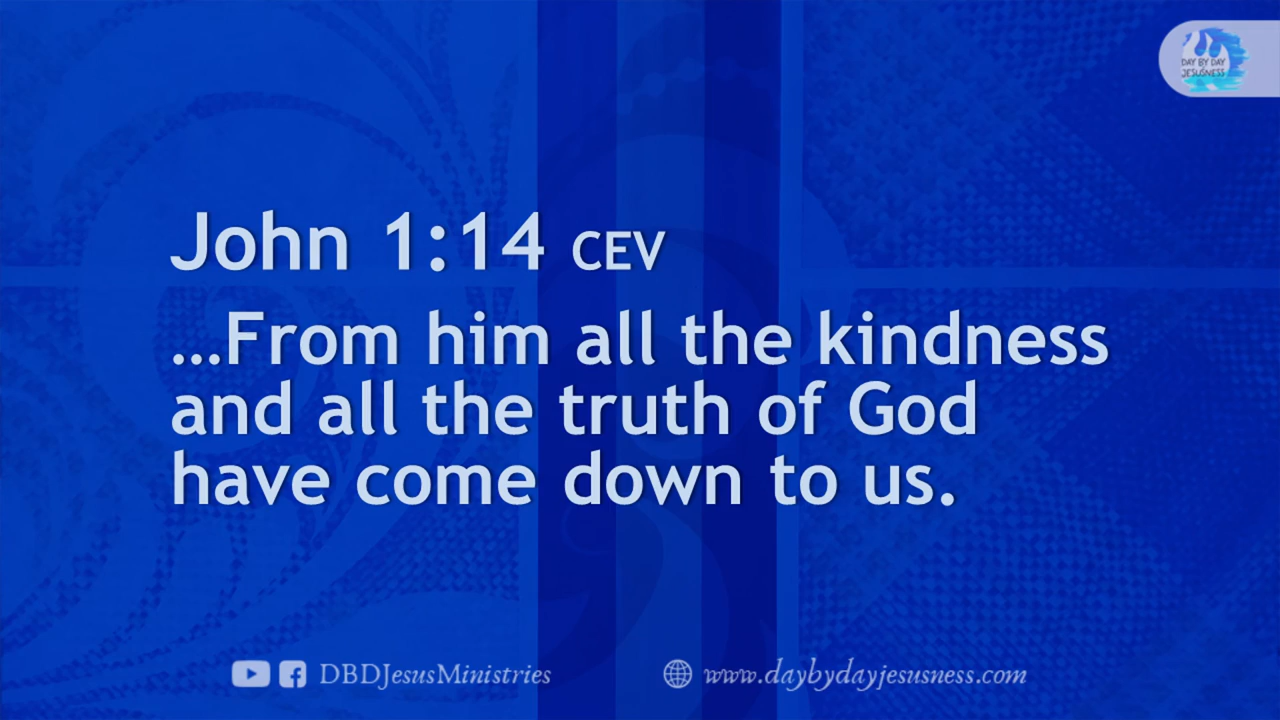 DAY BY DAY
JESUSNESS
John 1:14 CEV
...From him all the kindness
and all the truth of God
have come down to us.
DBDJesusMinistries
www.daybydayjesusness.com